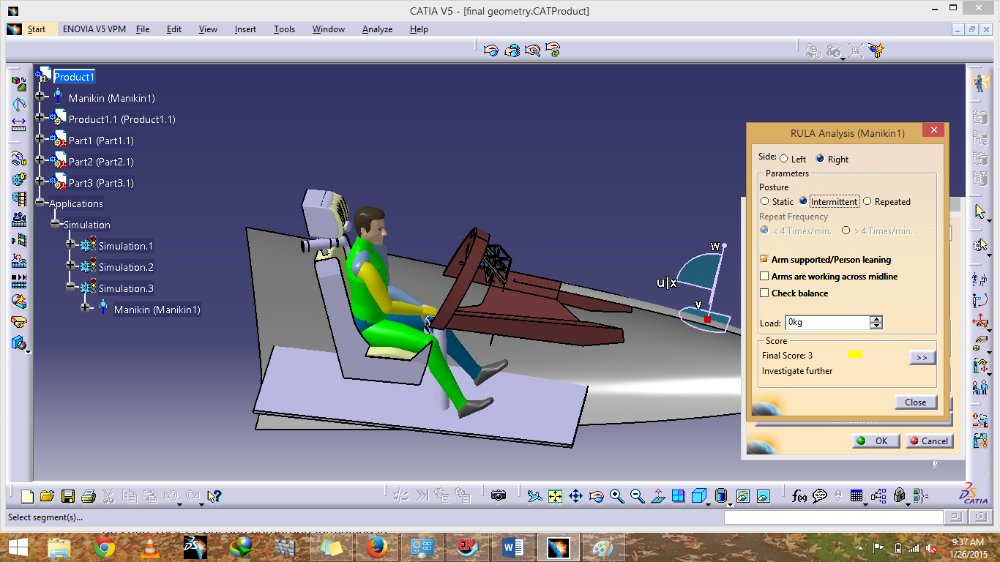 CATIA V5 - [final geometry.CATProduct]
Start ENOVIA V5 VPM File Edit View Insert Tools Window Analyze Help
Product1
Manikin (Manikin1)
Product1.1 (Product1.1)
Part1 (Part1.1)
Part2 (Part2.1)
Part3 (Part3.1)
Applications
Simulation
Simulation.1
Simulation.2
Simulation.3
Manikin (Manikin1)
w
u|x
v
RULA Analysis (Manikin1)
Side: Left Right
Parameters
Posture
Static Intermittent Repeated
Repeat Frequency
< 4 Times/min. > 4 Times/min.
Arm supported/Person leaning
Arms are working across midline
Check balance
Load: 0kg
Score
Final Score: 3
>>
Investigate further
Close
OK Cancel
y
f(x)
CATIA
Select segment(s)...
EN
9:37 AM
1/26/2015